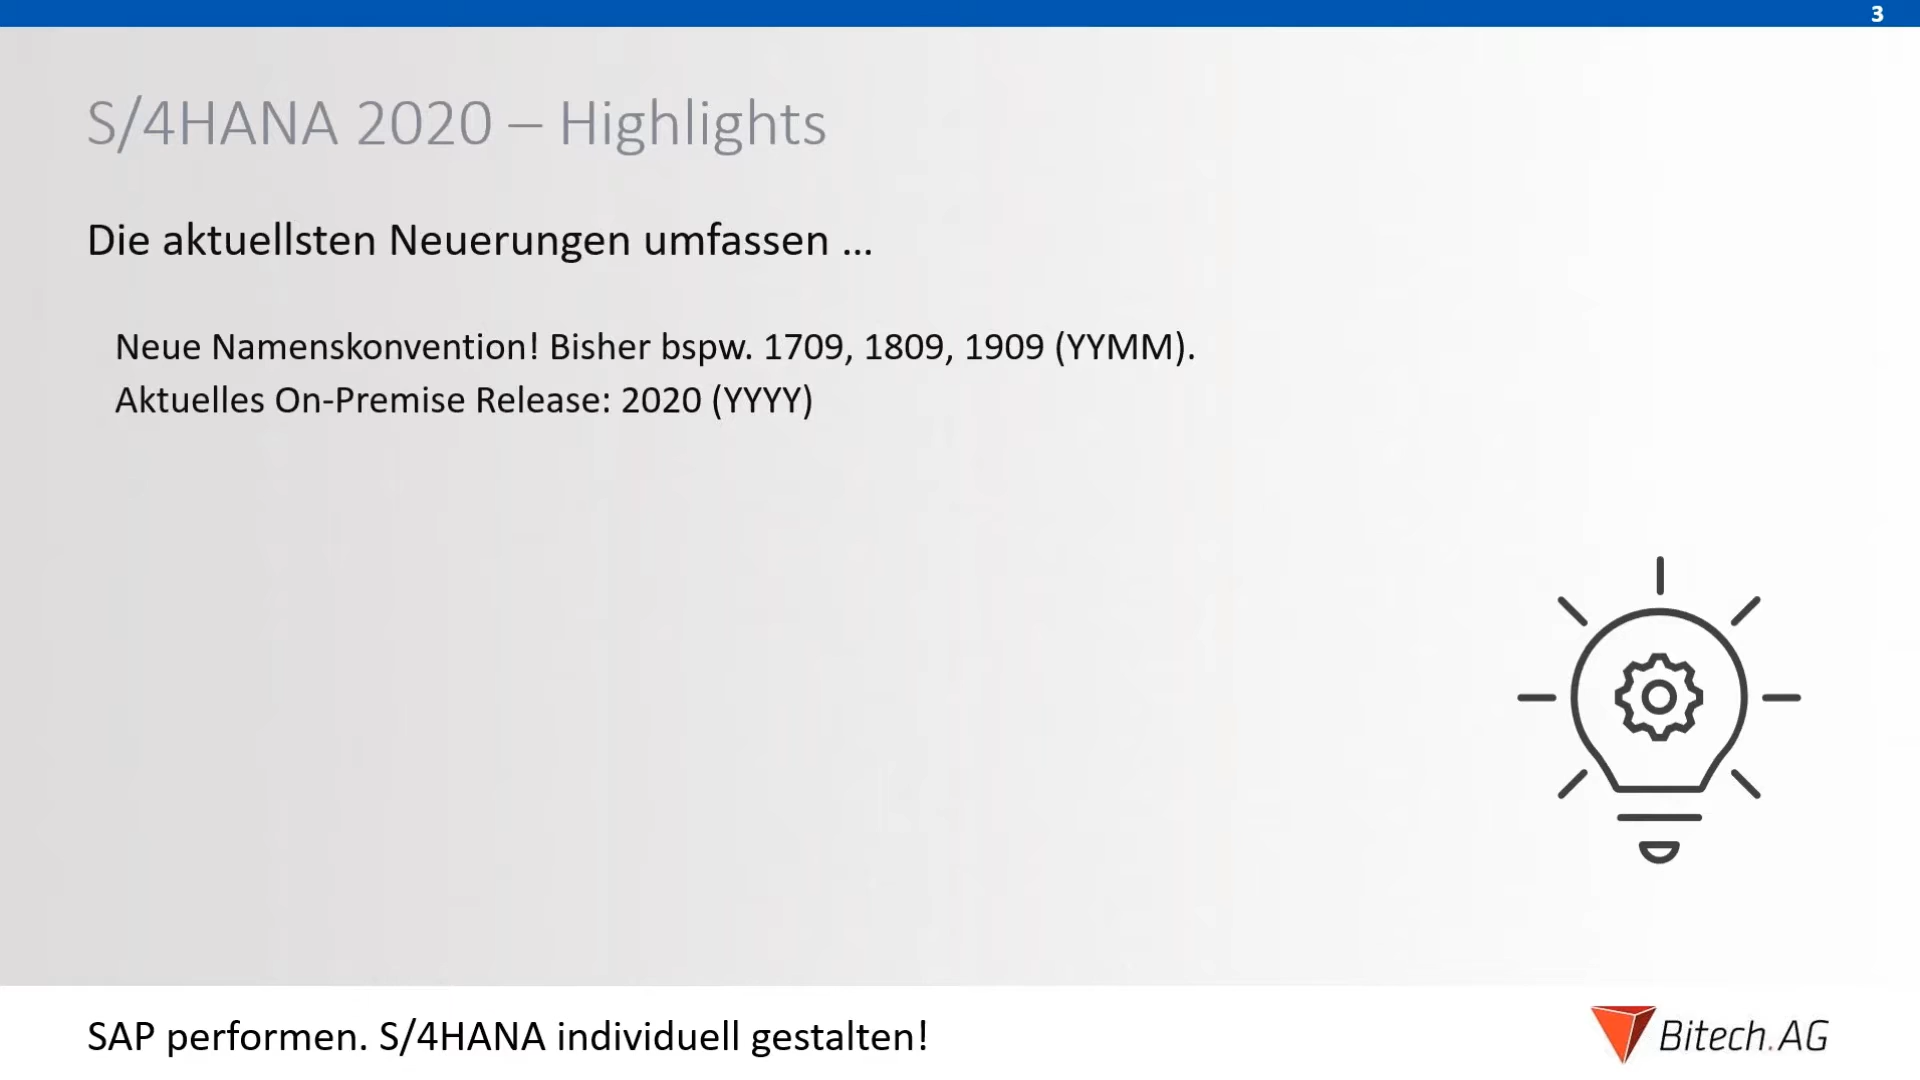 3
S/4HANA 2020 – Highlights
Die aktuellsten Neuerungen umfassen ...
Neue Namenskonvention! Bisher bspw. 1709, 1809, 1909 (YYMM).
Aktuelles On-Premise Release: 2020 (YYYY)
SAP performen. S/4HANA individuell gestalten!
Bitech.AG